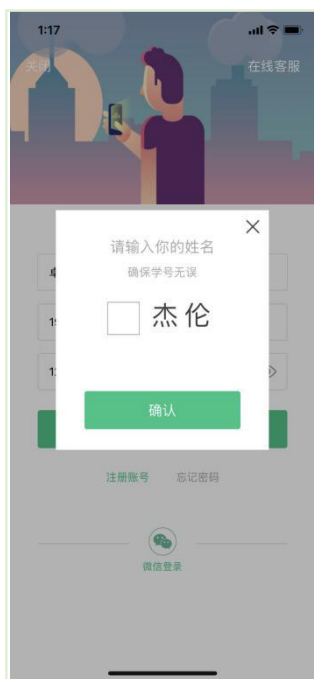 1:17
关闭
在线客服
请输入你的姓名
确保学号无误
杰伦
确认
注册账号 忘记密码
微信登录